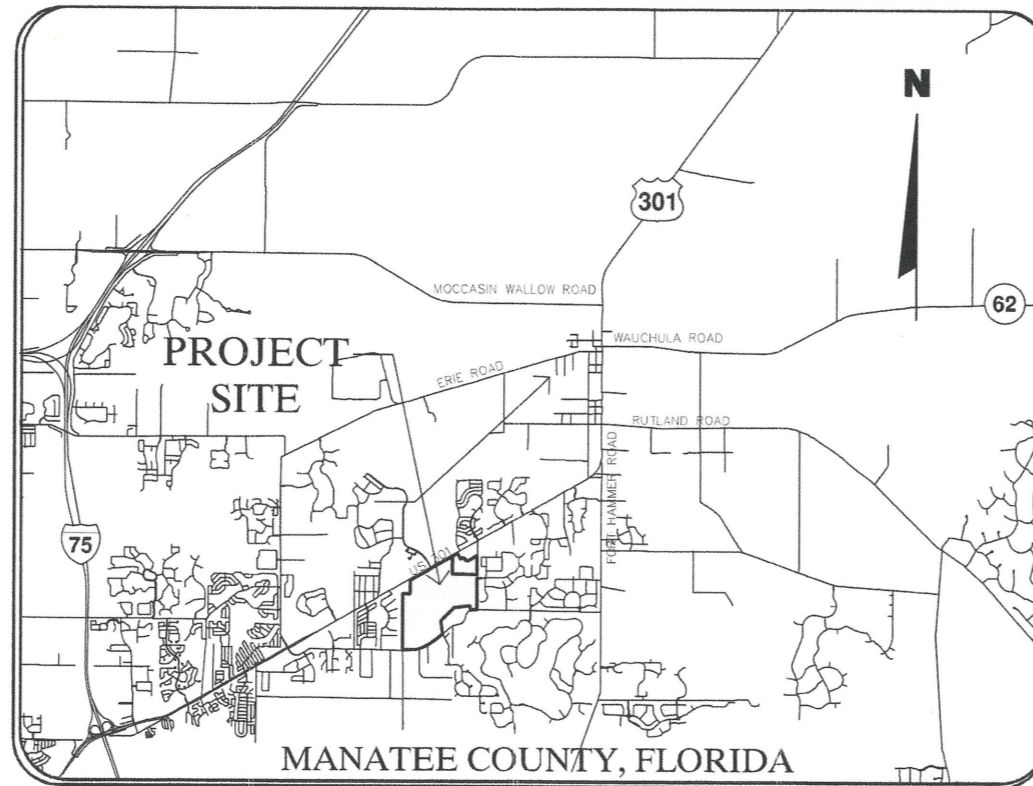 N
301
MOCCASIN WALLOW ROAD
62
WAUCHULA ROAD
PROJECT
SITE
ERIE ROAD
RUTLAND ROAD
FORT HAMMER ROAD
75
US 301
MANATEE COUNTY, FLORIDA